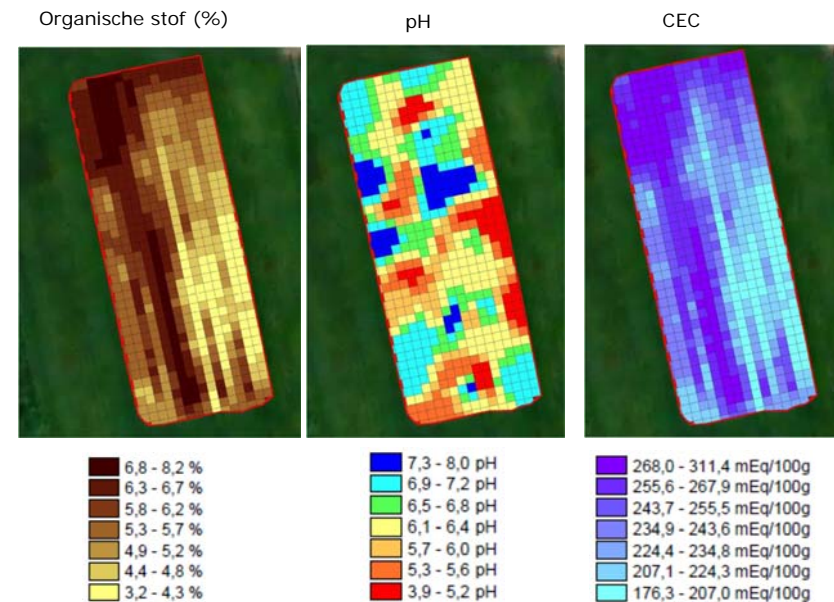 Organische stof (%)
pH
CEC
6,8 - 8,2 %
6,3 - 6,7 %
5,8 - 6,2 %
5,3 - 5,7 %
4,9 - 5,2 %
4,4 - 4,8 %
3,2 - 4,3 %
7,3 - 8,0 pH
6,9 - 7,2 pH
6,5 - 6,8 pH
6,1 - 6,4 pH
5,7 - 6,0 pH
5,3 - 5,6 pH
3,9 - 5,2 pH
268,0 - 311,4 mEq/100g
255,6 - 267,9 mEq/100g
243,7 - 255,5 mEq/100g
234,9 - 243,6 mEq/100g
224,4 - 234,8 mEq/100g
207,1 - 224,3 mEq/100g
176,3 - 207,0 mEq/100g